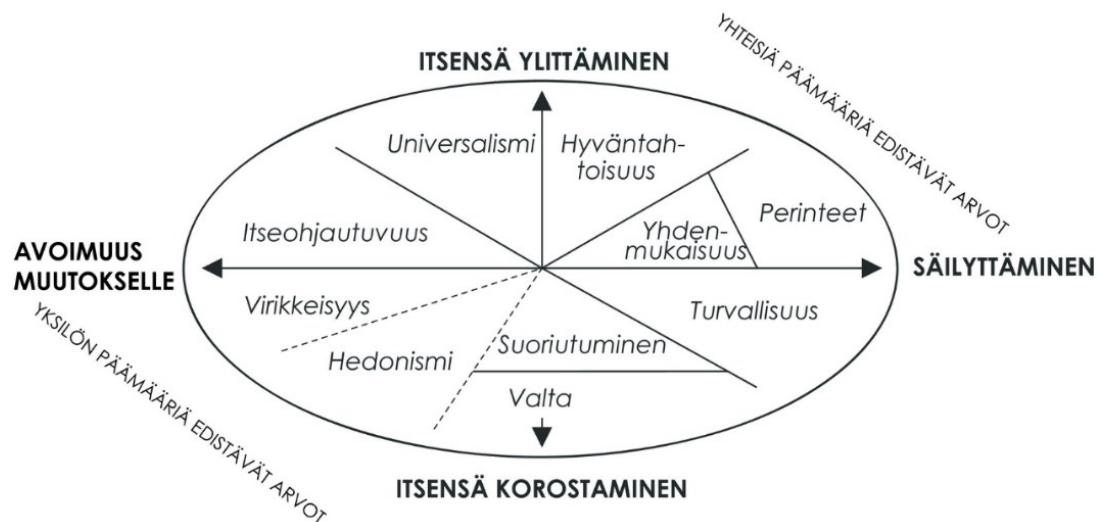 YHTEISIÄ PÄÄMÄÄRIÄ EDISTÄVÄT ARVOT
ITSENSÄ YLITTÄMINEN
Universalismi
Hyväntah-
toisuus
Perinteet
Yhden-
mukaisuus
Itseohjautuvuus
AVOIMUUS
MUUTOKSELLE
SÄILYTTÄMINEN
Virikkeisyys
Turvallisuus
Hedonismi
Suoriutuminen
Valta
YKSILÖN PÄÄMÄÄRIÄ EDISTÄVÄT ARVOT
ITSENSÄ KOROSTAMINEN